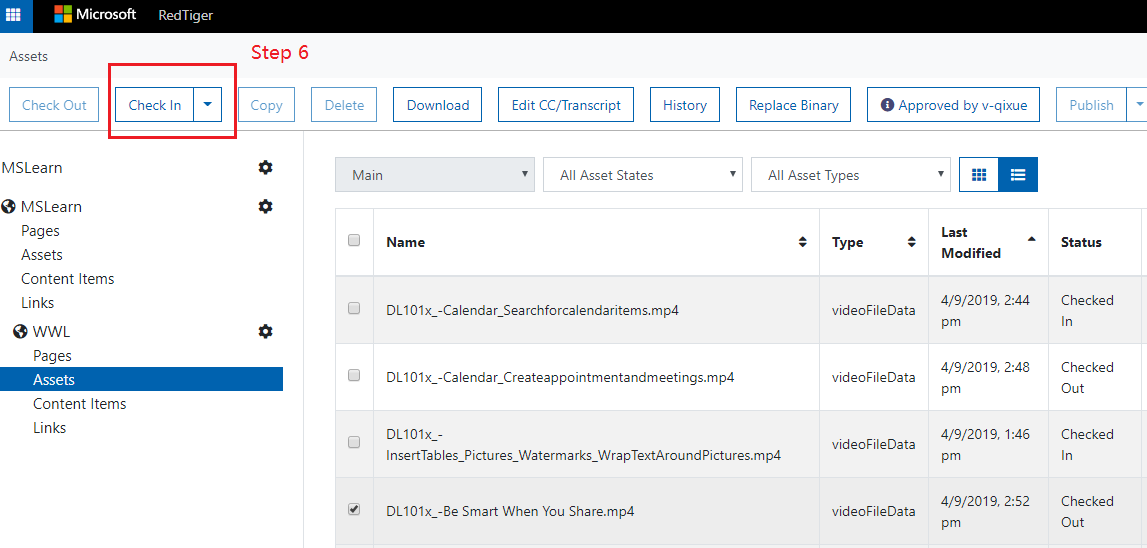 Microsoft RedTiger
Assets
Step 6
Check Out
Check In
Copy
Delete
Download
Edit CC/Transcript
History
Replace Binary
Approved by v-qixue
Publish
MSLearn
MSLearn
Pages
Assets
Content Items
Links
WWL
Pages
Assets
Content Items
Links
Main
All Asset States
All Asset Types
Name
Type
Last
Modified
Status
DL101x_-Calendar_Searchforcalendaritems.mp4
videoFileData
4/9/2019, 2:44
pm
Checked
In
DL101x_-Calendar_Createappointmentandmeetings.mp4
videoFileData
4/9/2019, 2:48
pm
Checked
Out
DL101x_-
InsertTables_Pictures_Watermarks_WrapTextAroundPictures.mp4
videoFileData
4/9/2019, 1:46
pm
Checked
In
DL101x_-Be Smart When You Share.mp4
videoFileData
4/9/2019, 2:52
pm
Checked
Out